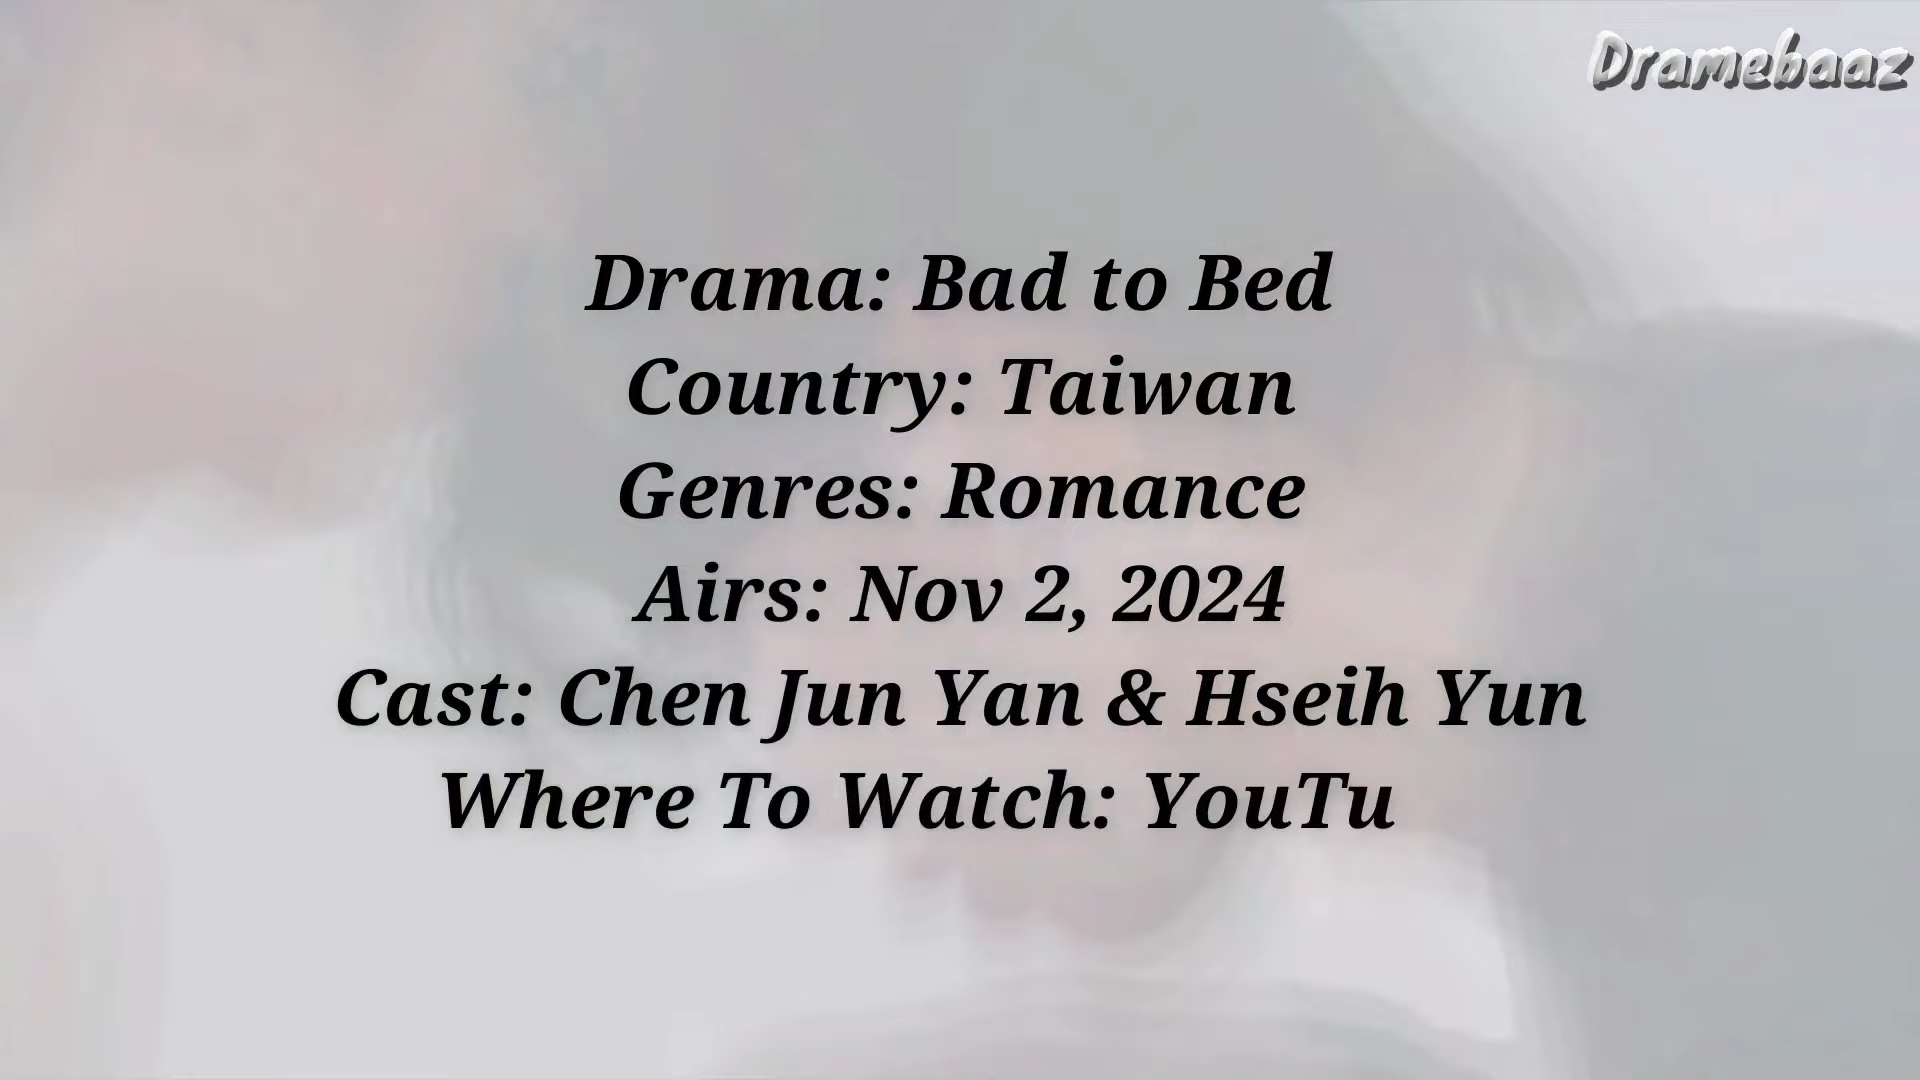 Dramebaaz
Drama: Bad to Bed
Country: Taiwan
Genres: Romance
Airs: Nov 2, 2024
Cast: Chen Jun Yan & Hseih Yun
Where To Watch: YouTu